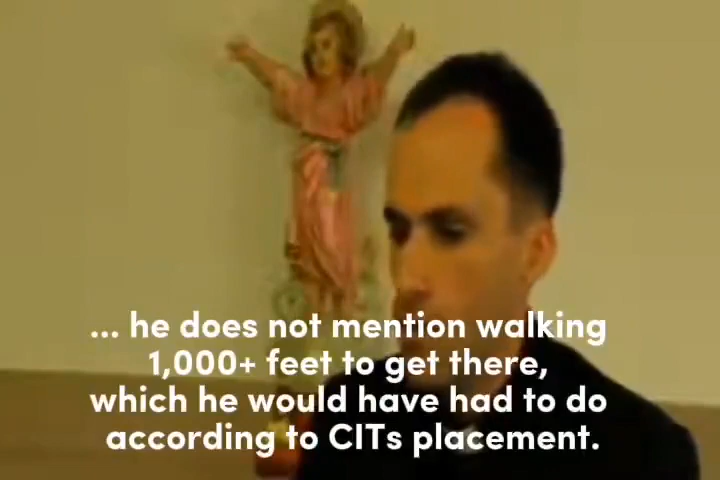 ... he does not mention walking
1,000+ feet to get there,
which he would have had to do
according to CITs placement.